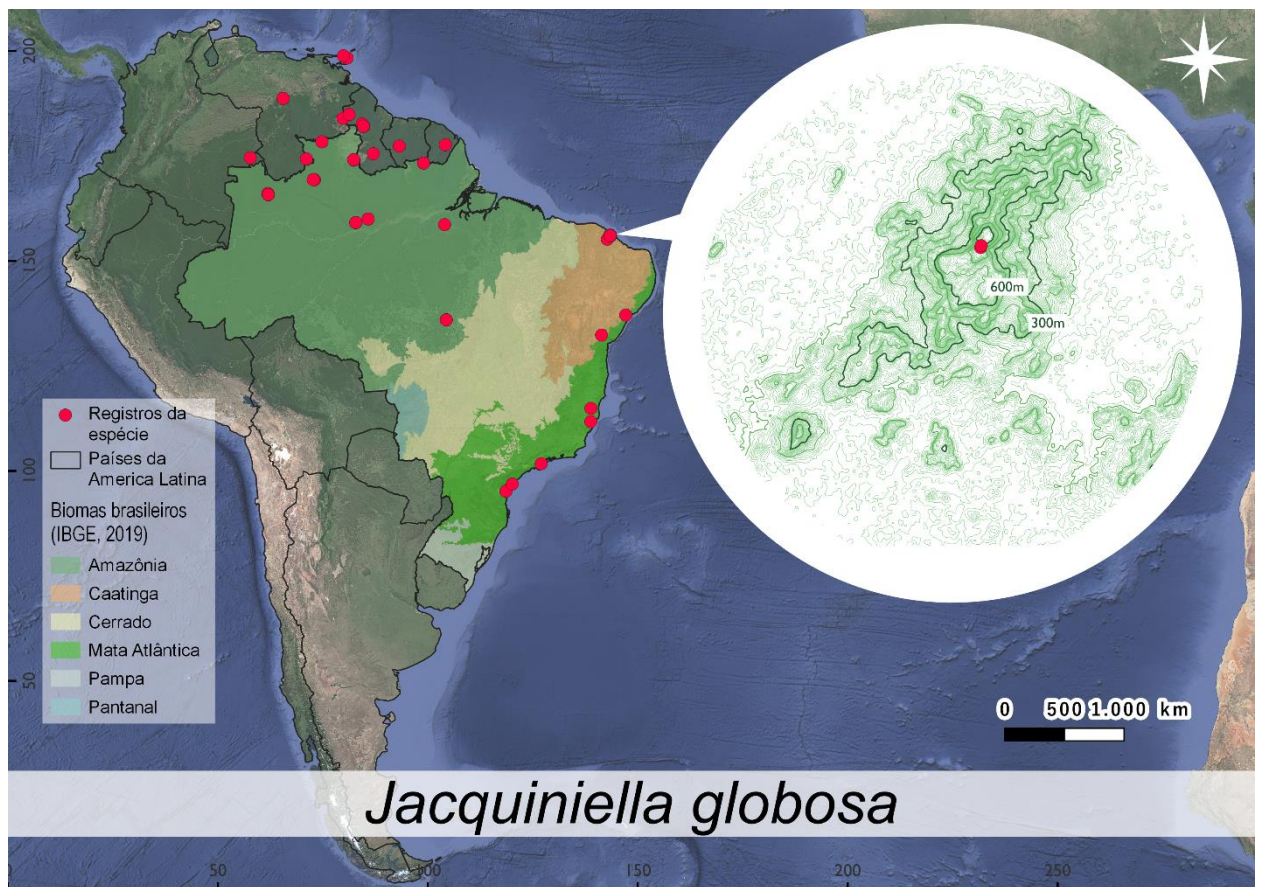 200
150
100
50
600m
300m
Registros da
espécie
Países da
America Latina
Biomas brasileiros
(IBGE, 2019)
Amazônia
Caatinga
Cerrado
Mata Atlântica
Pampa
Pantanal
0 500 1.000 km
Jacquiniella globosa
50 100 150 200 250